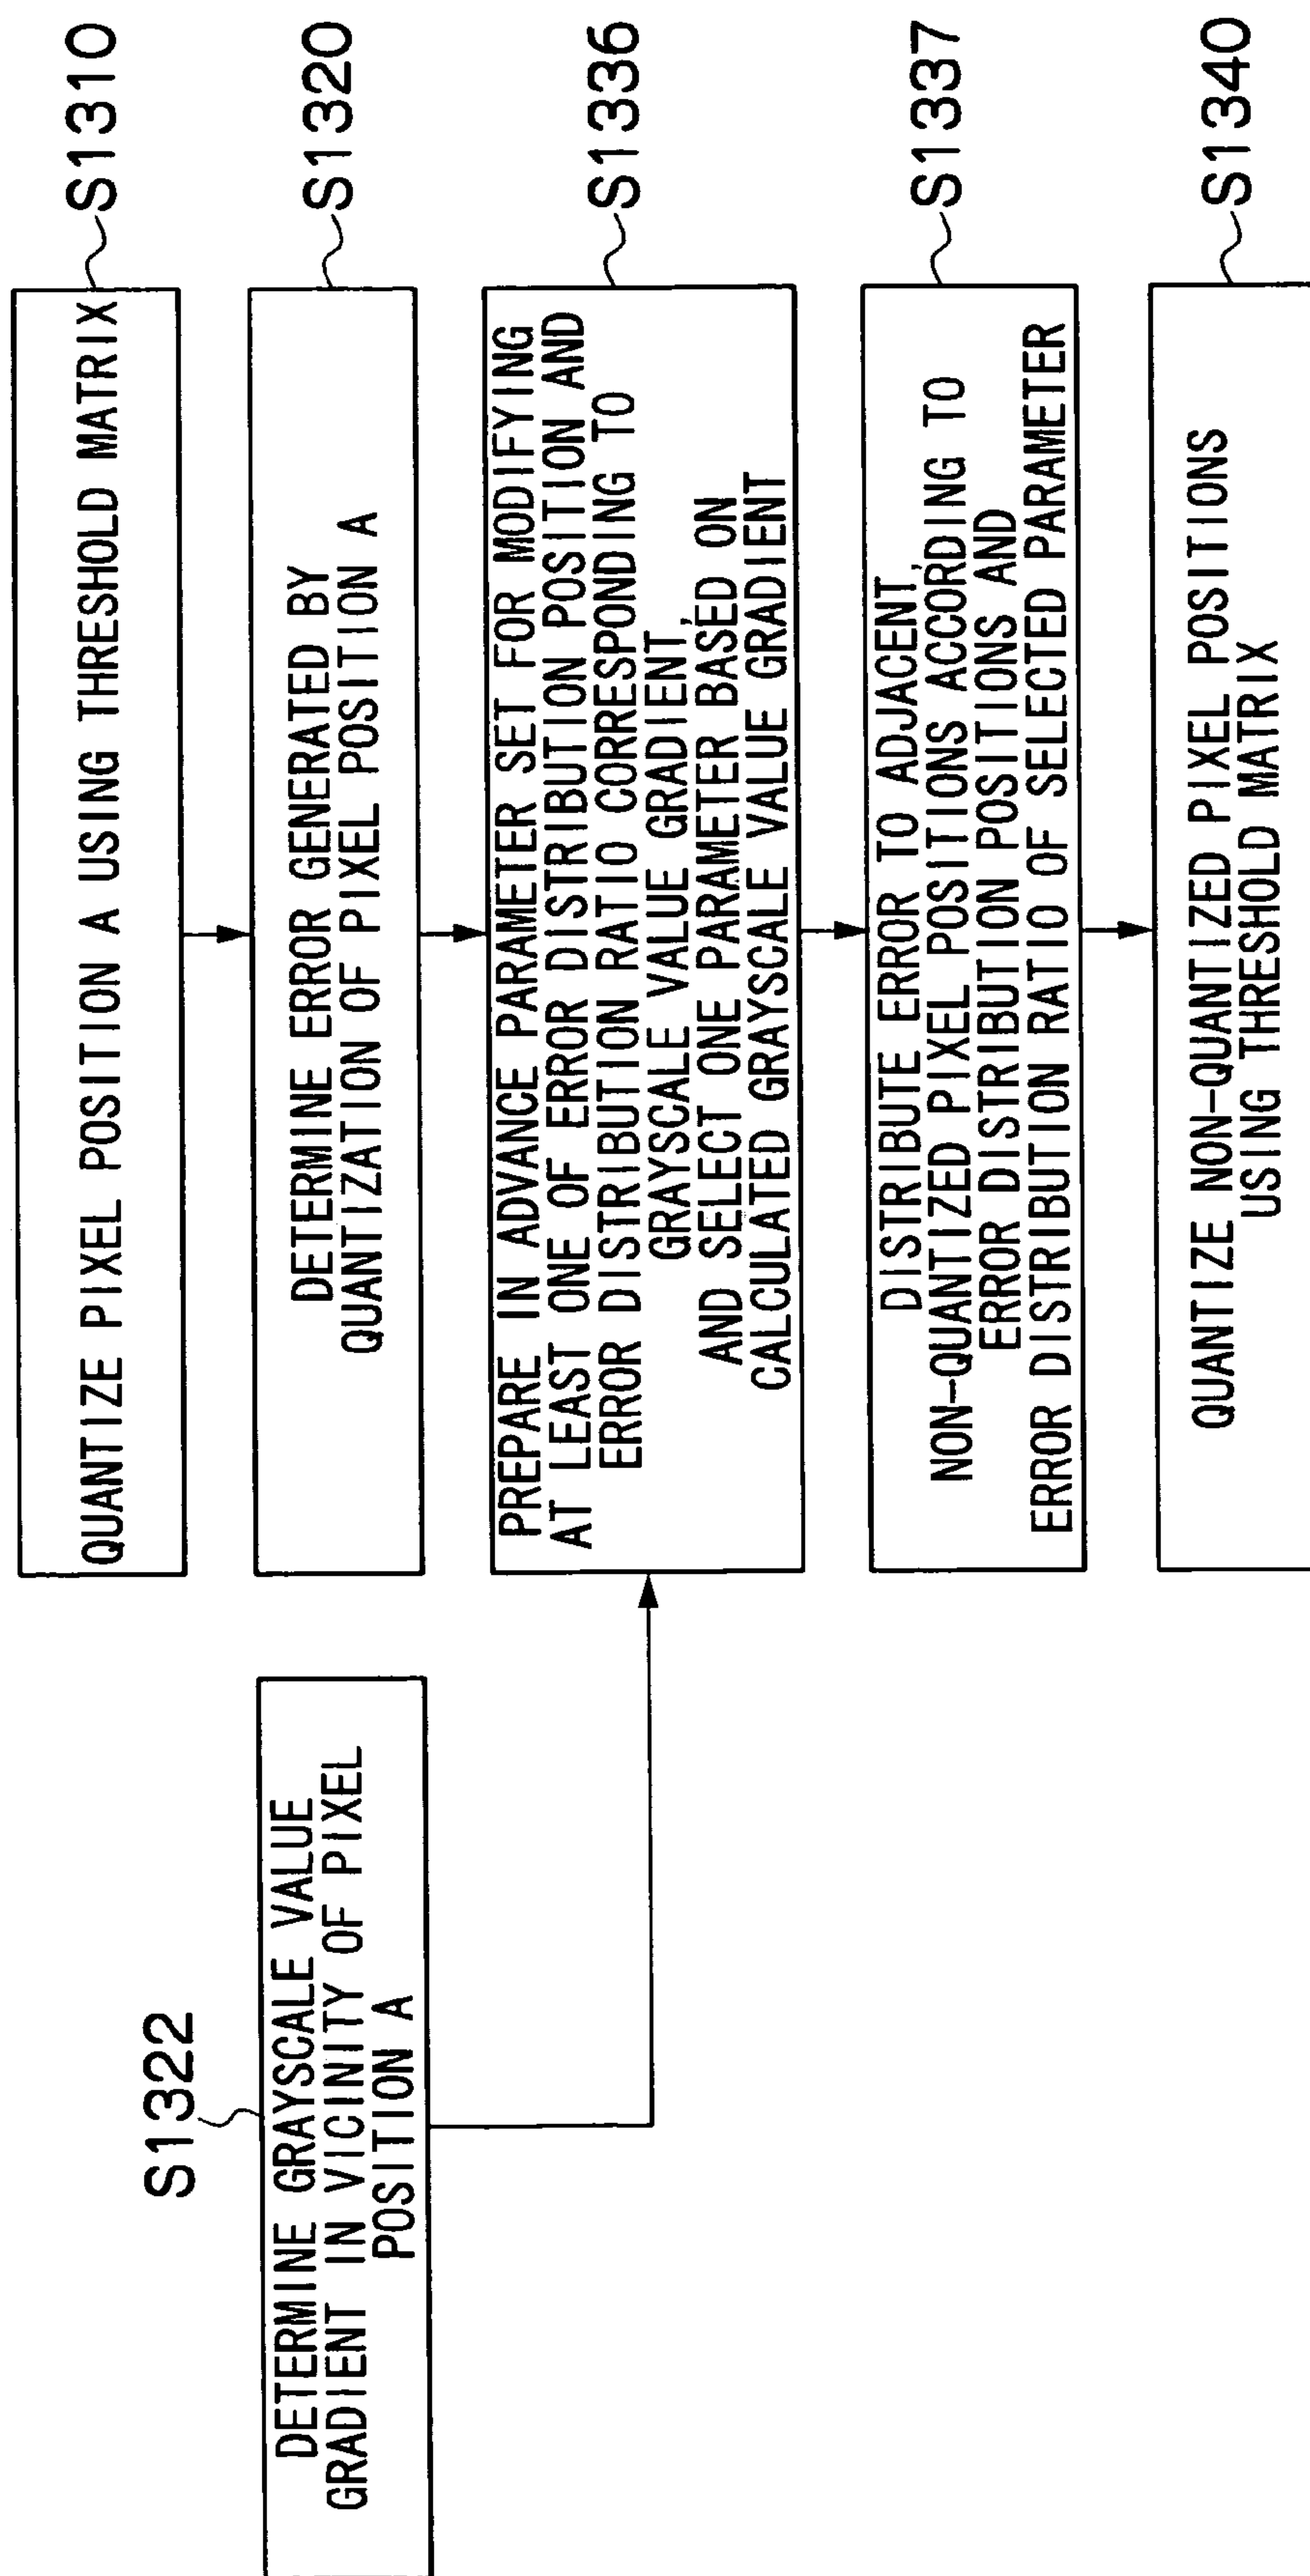 S1310
QUANTIZE PIXEL POSITION A USING THRESHOLD MATRIX
S1320
DETERMINE ERROR GENERATED BY
QUANTIZATION OF PIXEL POSITION A
S1322
DETERMINE GRAYSCALE VALUE
GRADIENT IN VICINITY OF PIXEL
POSITION A
S1336
PREPARE IN ADVANCE PARAMETER SET FOR MODIFYING
AT LEAST ONE OF ERROR DISTRIBUTION POSITION AND
ERROR DISTRIBUTION RATIO CORRESPONDING TO
GRAYSCALE VALUE GRADIENT,
AND SELECT ONE PARAMETER BASED ON
CALCULATED GRAYSCALE VALUE GRADIENT
S1337
DISTRIBUTE ERROR TO ADJACENT,
NON-QUANTIZED PIXEL POSITIONS ACCORDING TO
ERROR DISTRIBUTION POSITIONS AND
ERROR DISTRIBUTION RATIO OF SELECTED PARAMETER
S1340
QUANTIZE NON-QUANTIZED PIXEL POSITIONS
USING THRESHOLD MATRIX